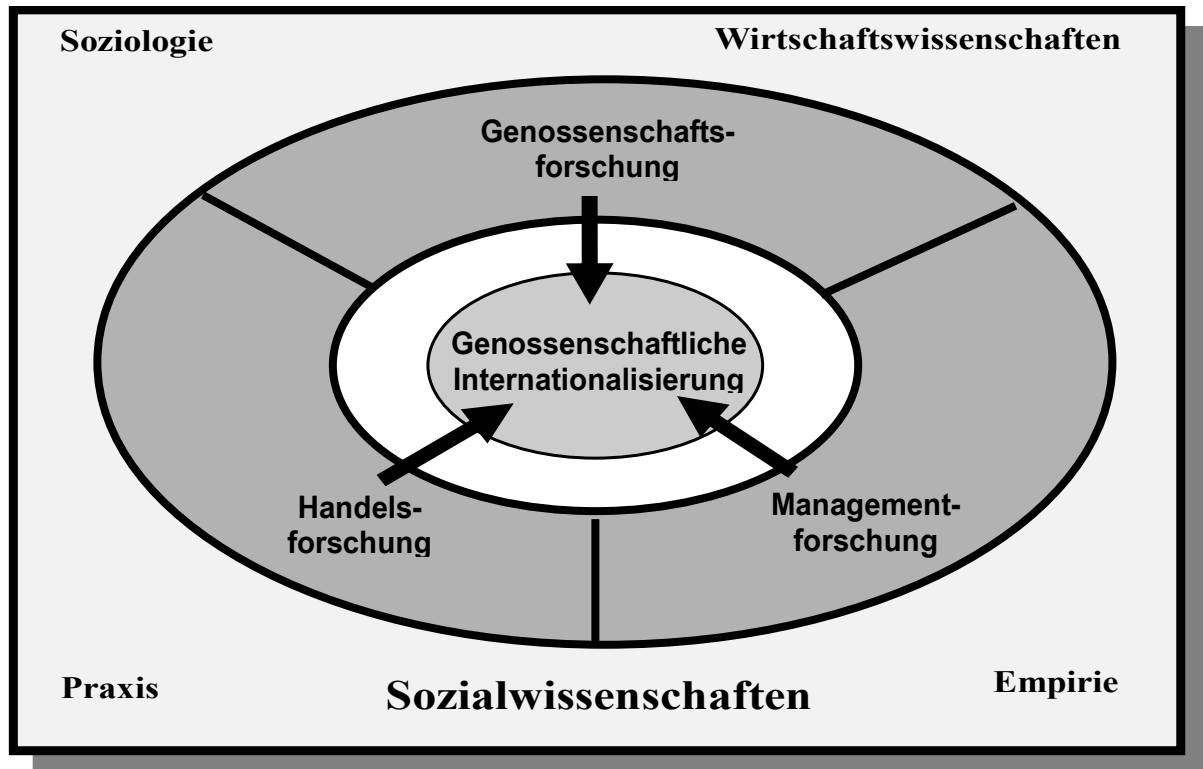 Soziologie
Wirtschaftswissenschaften
Genossenschafts-
forschung
Genossenschaftliche
Internationalisierung
Handels-
forschung
Management-
forschung
Praxis
Sozialwissenschaften
Empirie